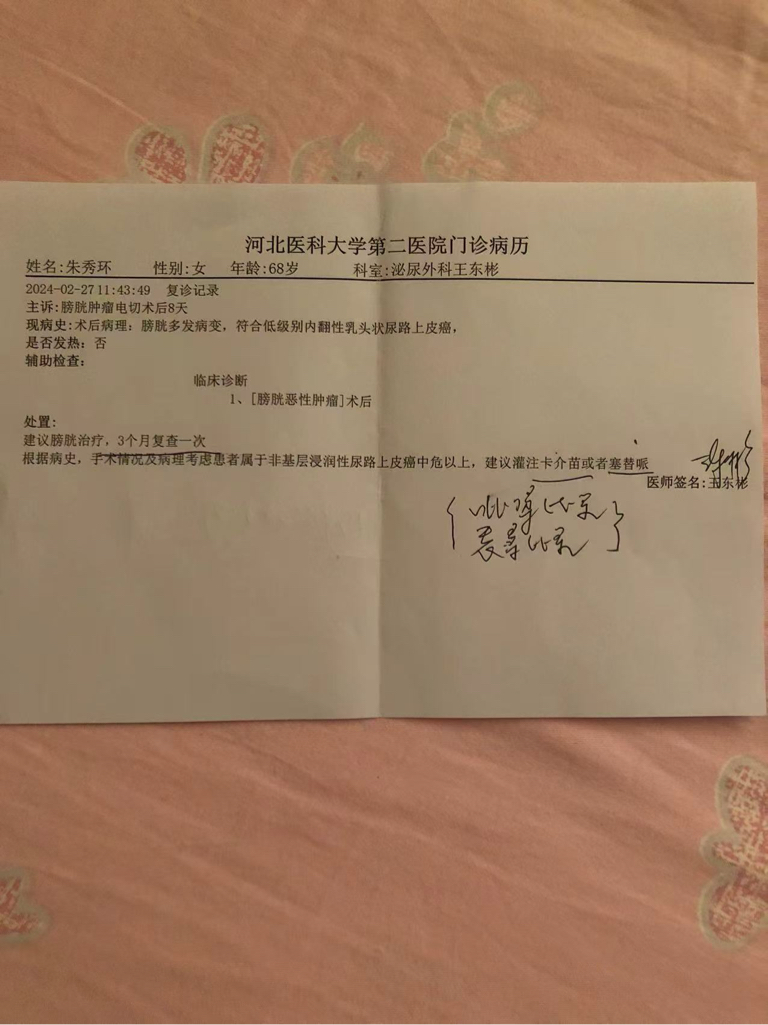 河北医科大学第二医院门诊病历
姓名:朱秀环 性别:女 年龄:68岁 科室:泌尿外科王东彬
2024-02-27 11:43:49 复诊记录
主诉:膀胱肿瘤电切术后8天
现病史:术后病理：膀胱多发病变，符合低级别内翻性乳头状尿路上皮癌，
是否发热：否
辅助检查:
临床诊断
1、[膀胱恶性肿瘤]术后
处置:
建议膀胱治疗，3个月复查一次
根据病史，手术情况及病理考虑患者属于非基层浸润性尿路上皮癌中危以上，建议灌注卡介苗或者塞替哌
医师签名:王东彬